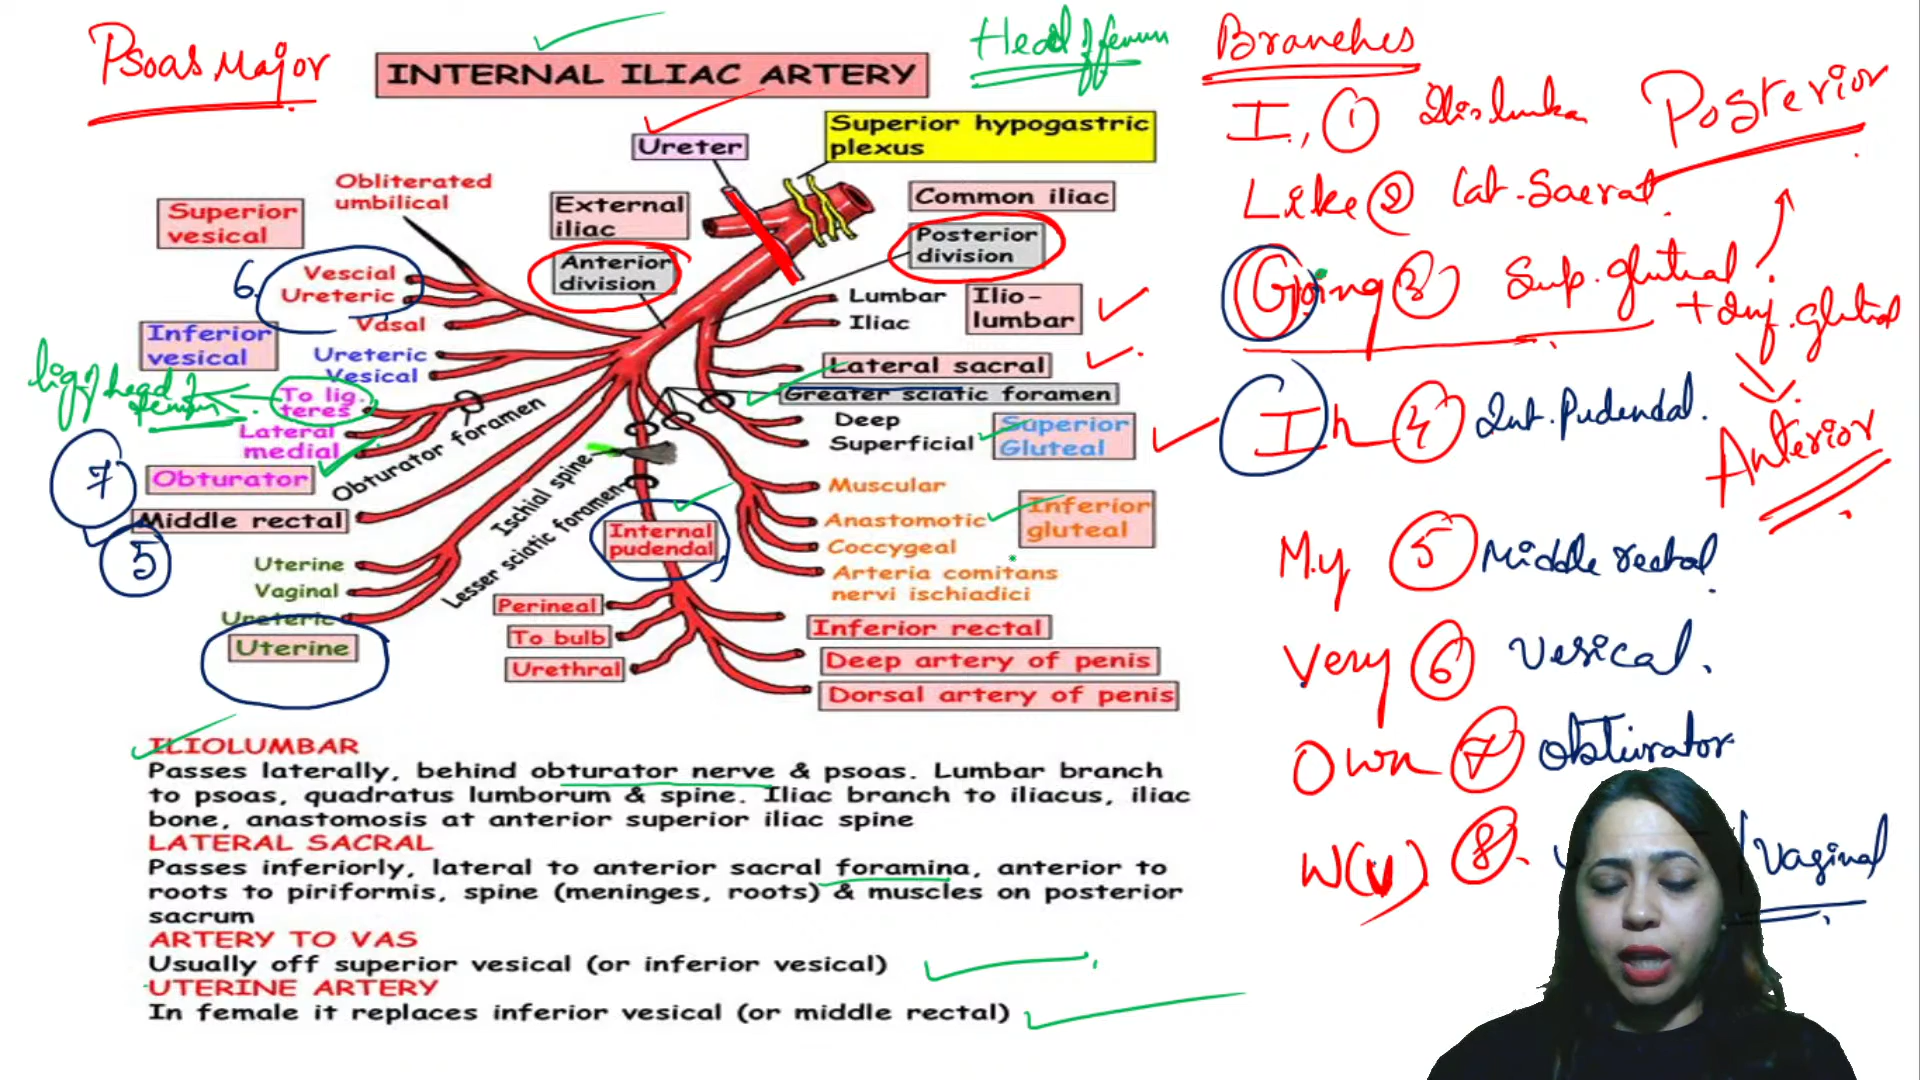 Psoas Major
INTERNAL ILIAC ARTERY
Head of femur
Branches
Ureter
Superior hypogastric
plexus
Obliterated
umbilical
Superior
vesical
External
iliac
Common iliac
Anterior
division
Posterior
division
6.
Vescial
Ureteric
Vasal
Lumbar
Iliac
Ilio-
lumbar
Inferior
vesical
Ureteric
Vesical
Lateral sacral
Greater sciatic foramen
lig of head of
femur
To lig.
teres
Lateral
medial
Obturator
Obturator foramen
Deep
Superficial
Superior
Gluteal
7
Middle rectal
5
Ischial spine
Lesser sciatic foramen
Internal
pudendal
Muscular
Anastomotic
Coccygeal
Arteria comitans
nervi ischiadici
Inferior
gluteal
Uterine
Vaginal
Ureteric
Uterine
Perineal
To bulb
Urethral
Inferior rectal
Deep artery of penis
Dorsal artery of penis
ILIOLUMBAR
Passes laterally, behind obturator nerve & psoas. Lumbar branch
to psoas, quadratus lumborum & spine. Iliac branch to iliacus, iliac
bone, anastomosis at anterior superior iliac spine
LATERAL SACRAL
Passes inferiorly, lateral to anterior sacral foramina, anterior to
roots to piriformis, spine (meninges, roots) & muscles on posterior
sacrum
ARTERY TO VAS
Usually off superior vesical (or inferior vesical)
UTERINE ARTERY
In female it replaces inferior vesical (or middle rectal)
I, 1 Posterior
Like 2 Lat. Sacral
Going 3 Sup. gluteal
+ Inf. gluteal
In 4 Int. Pudendal.
Anterior
My 5 Middle rectal
Very 6 Vesical.
Own 7 Obturator
W(V) 8. / Vaginal